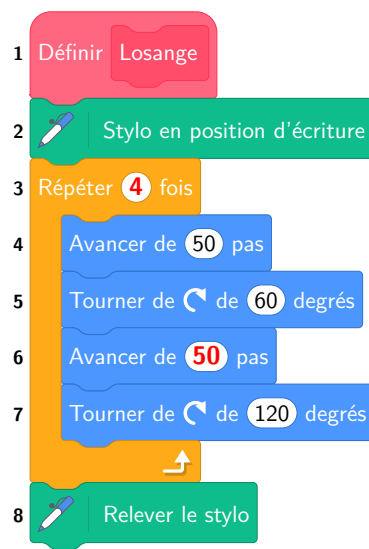 1 Définir Losange
2 Stylo en position d'écriture
3 Répéter 4 fois
4 Avancer de 50 pas
5 Tourner de de 60 degrés
6 Avancer de 50 pas
7 Tourner de de 120 degrés
8 Relever le stylo